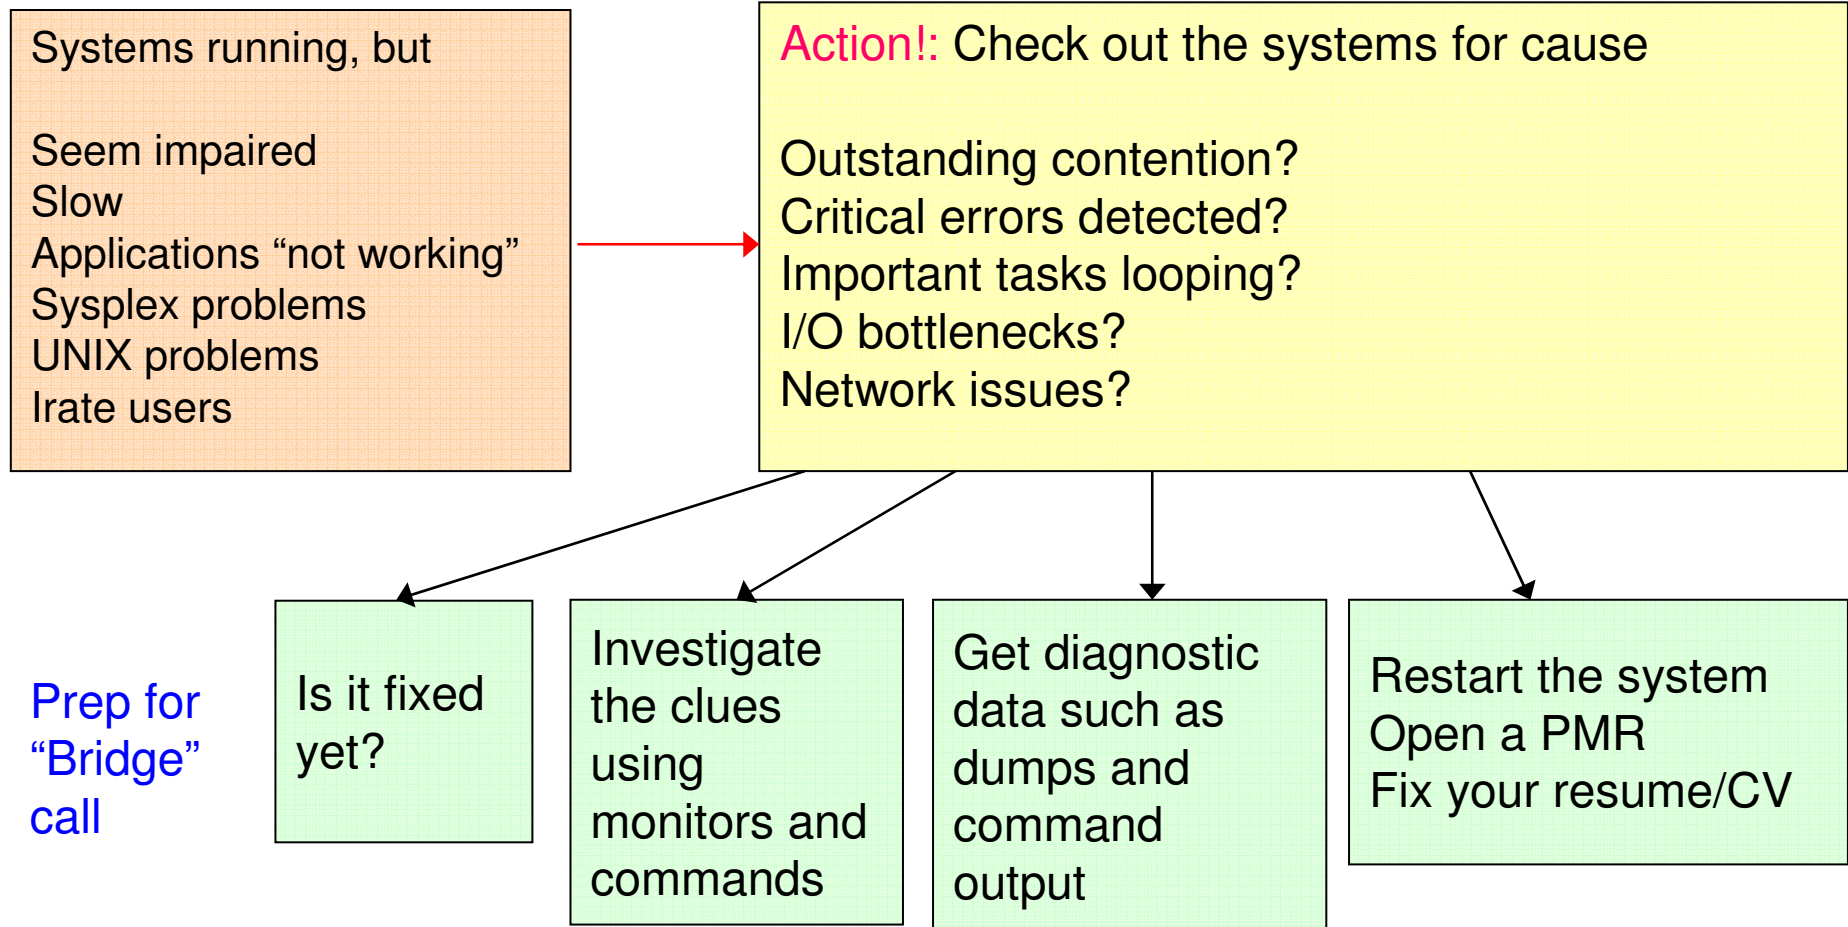 Systems running, but
Seem impaired
Slow
Applications “not working”
Sysplex problems
UNIX problems
Irate users
Action!: Check out the systems for cause
Outstanding contention?
Critical errors detected?
Important tasks looping?
I/O bottlenecks?
Network issues?
Prep for
“Bridge”
call
Is it fixed
yet?
Investigate
the clues
using
monitors and
commands
Get diagnostic
data such as
dumps and
command
output
Restart the system
Open a PMR
Fix your resume/CV